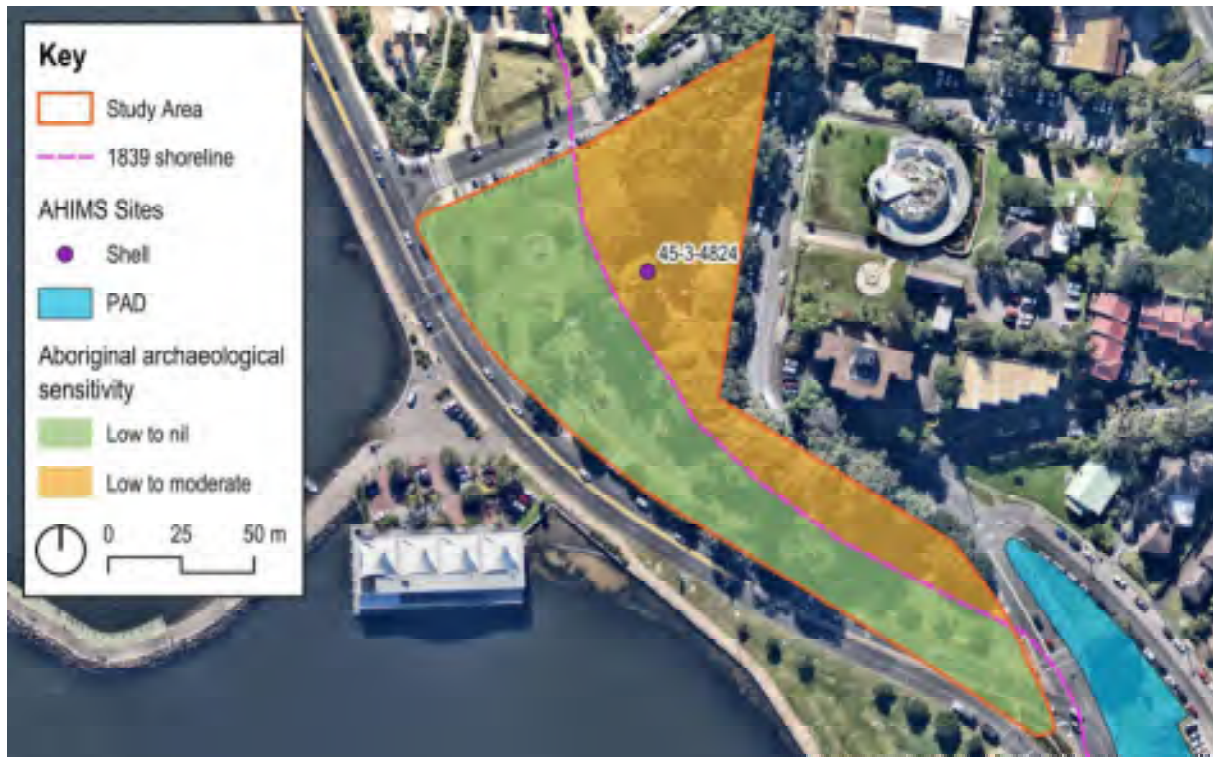 Key
Study Area
1839 shoreline
AHIMS Sites
Shell
PAD
Aboriginal archaeological
sensitivity
Low to nil
Low to moderate
0 25 50 m
45-3-4824